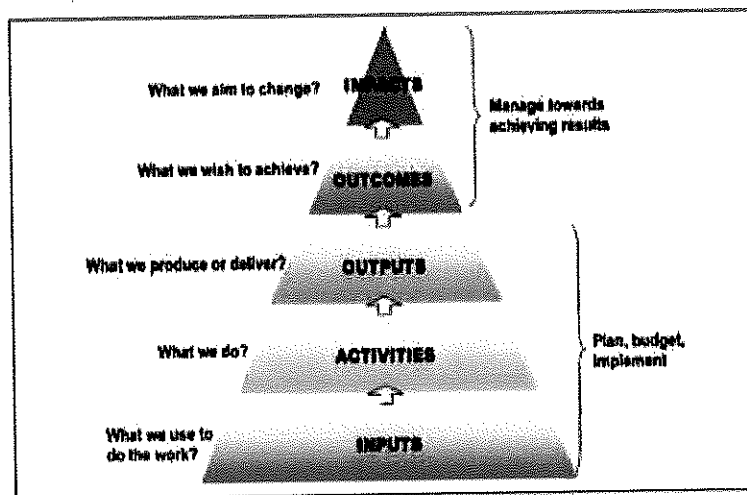 What we aim to change?
IMPACTS
Manage towards
achieving results
What we wish to achieve?
OUTCOMES
What we produce or deliver?
OUTPUTS
What we do?
ACTIVITIES
Plan, budget,
implement
What we use to
do the work?
INPUTS